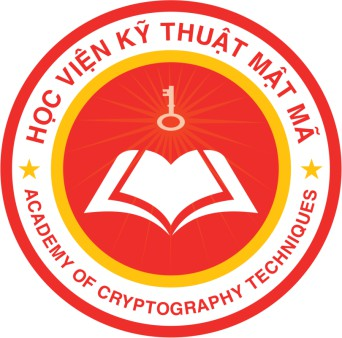 HỌC VIỆN KỸ THUẬT MẬT MÃ
ACADEMY OF CRYPTOGRAPHY TECHNIQUES